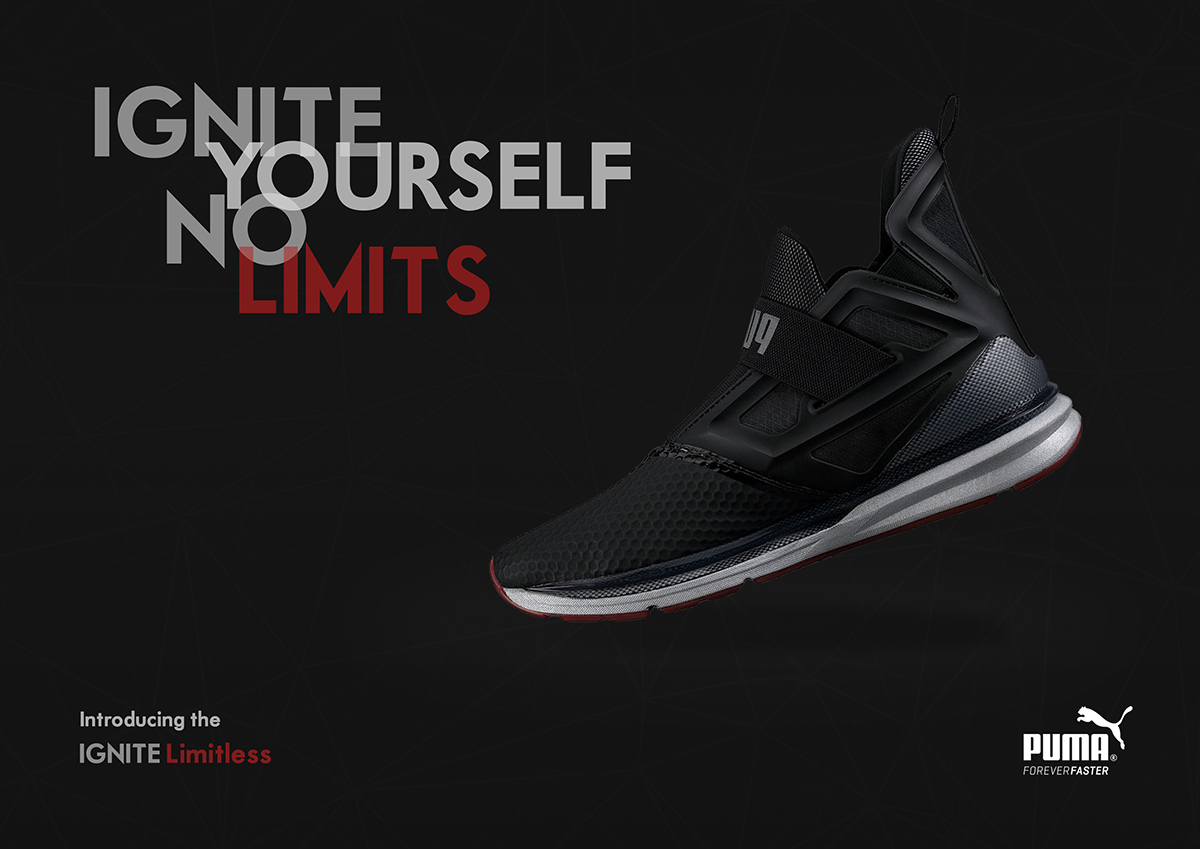 IGNITE
YOURSELF
NO
LIMITS
Introducing the
IGNITE Limitless
PUMA®
FOREVERFASTER